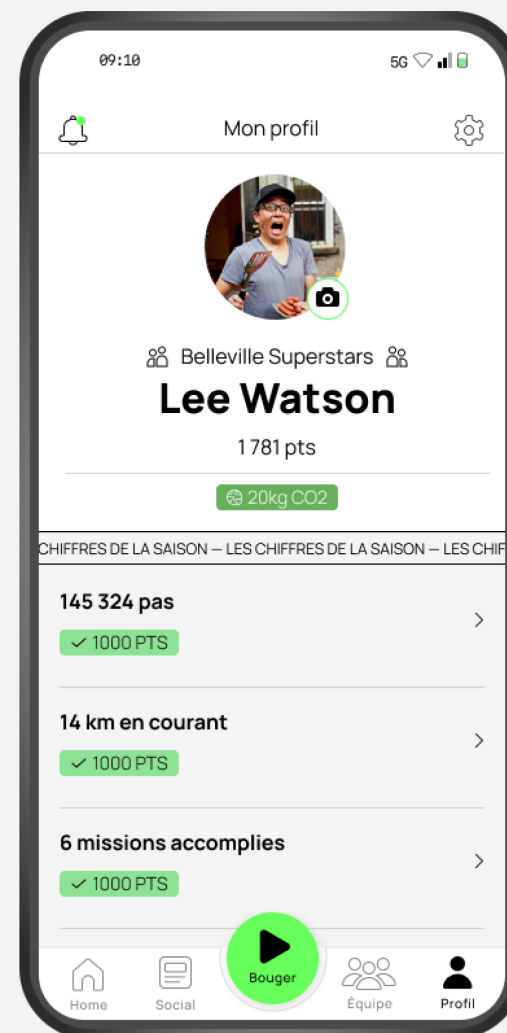 09:10
5G
Mon profil
Belleville Superstars
Lee Watson
1 781 pts
20kg CO2
CHIFFRES DE LA SAISON — LES CHIFFRES DE LA SAISON — LES CHIF
145 324 pas
1000 PTS
14 km en courant
1000 PTS
6 missions accomplies
1000 PTS
Home
Social
Bouger
Équipe
Profil